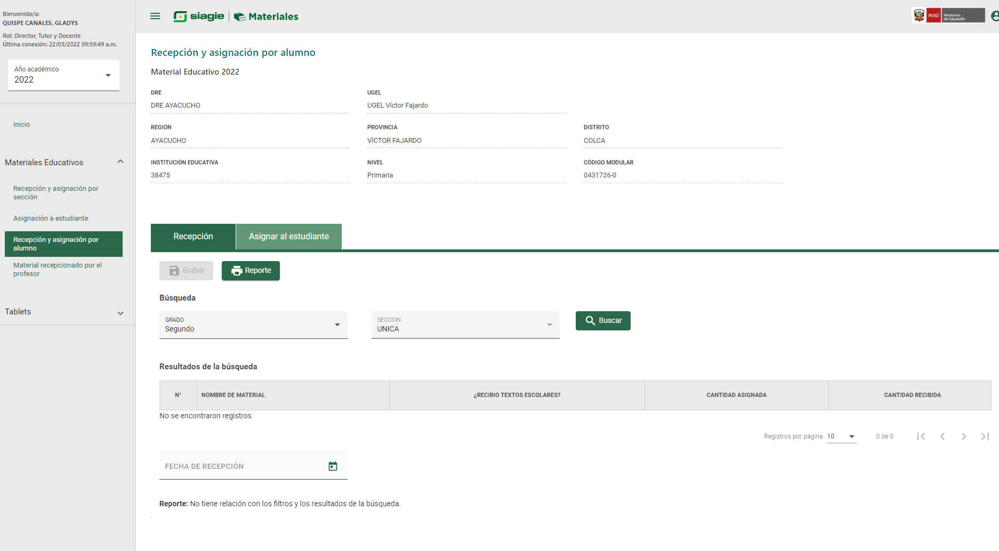 Bienvenido/a:
QUISPE CANALES, GLADYS
Rol: Director, Tutor y Docente
Última conexión: 22/03/2022 09:59:49 a.m.
Año académico
2022
Inicio
Materiales Educativos
Recepción y asignación por
sección
Asignación a estudiante
Recepción y asignación por
alumno
Material recepcionado por el
profesor
Tablets
siagie Materiales
PERÚ Ministerio
de Educación
Recepción y asignación por alumno
Material Educativo 2022
DRE UGEL
DRE AYACUCHO UGEL Víctor Fajardo
REGIÓN PROVINCIA DISTRITO
AYACUCHO VÍCTOR FAJARDO COLCA
INSTITUCIÓN EDUCATIVA NIVEL CÓDIGO MODULAR
38475 Primaria 0431726-0
Recepción Asignar al estudiante
Grabar Reporte
Búsqueda
GRADO SECCION
Segundo UNICA Buscar
Resultados de la búsqueda
N° NOMBRE DE MATERIAL ¿RECIBIO TEXTOS ESCOLARES? CANTIDAD ASIGNADA CANTIDAD RECIBIDA
No se encontraron registros
Registros por página 10 0 de 0
FECHA DE RECEPCIÓN
Reporte: No tiene relación con los filtros y los resultados de la búsqueda.